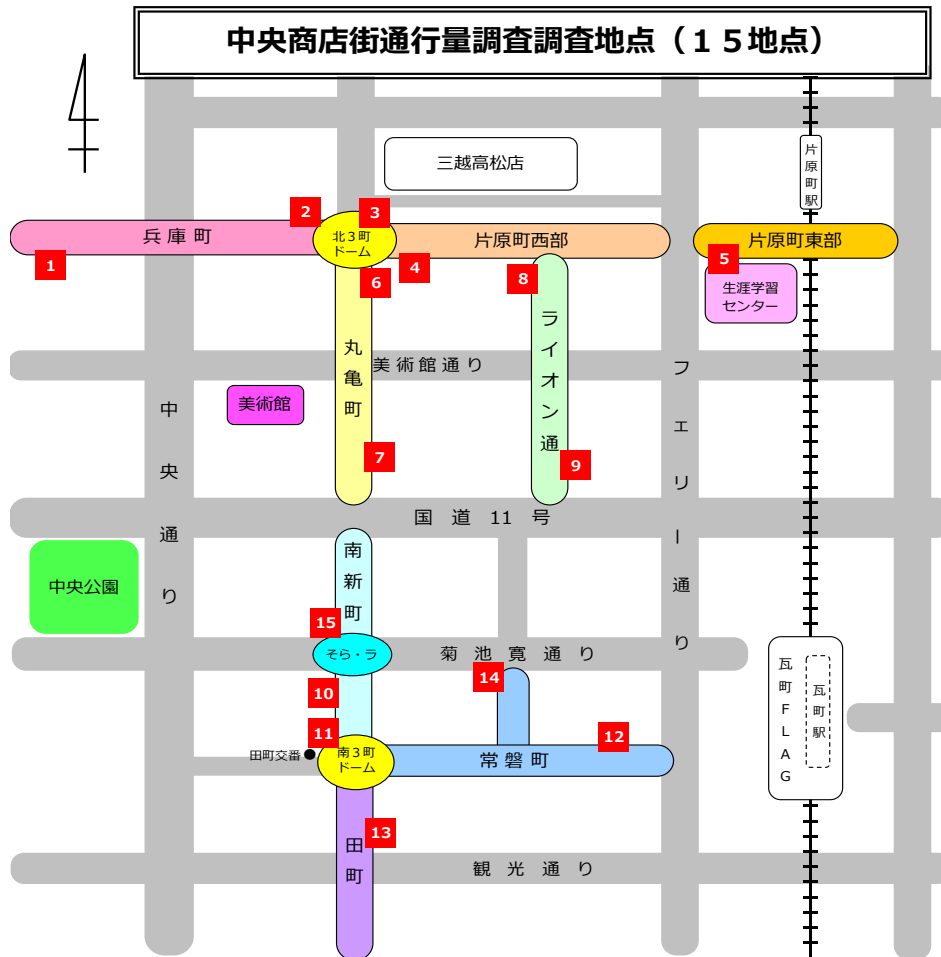 中央商店街通行量調査調査地点（１５地点）
三越高松店
片原町駅
2
3
兵庫町
北３町
ドーム
片原町西部
片原町東部
1
4
5
6
8
生涯学習
センター
丸亀町
ライオン通
美術館通り
フェリー通り
美術館
中央通り
7
9
国道 11 号
南新町
中央公園
15
そら・ラ
菊池寛通り
14
10
瓦町FLAG
瓦町駅
11
12
田町交番
南３町
ドーム
常磐町
13
田町
観光通り